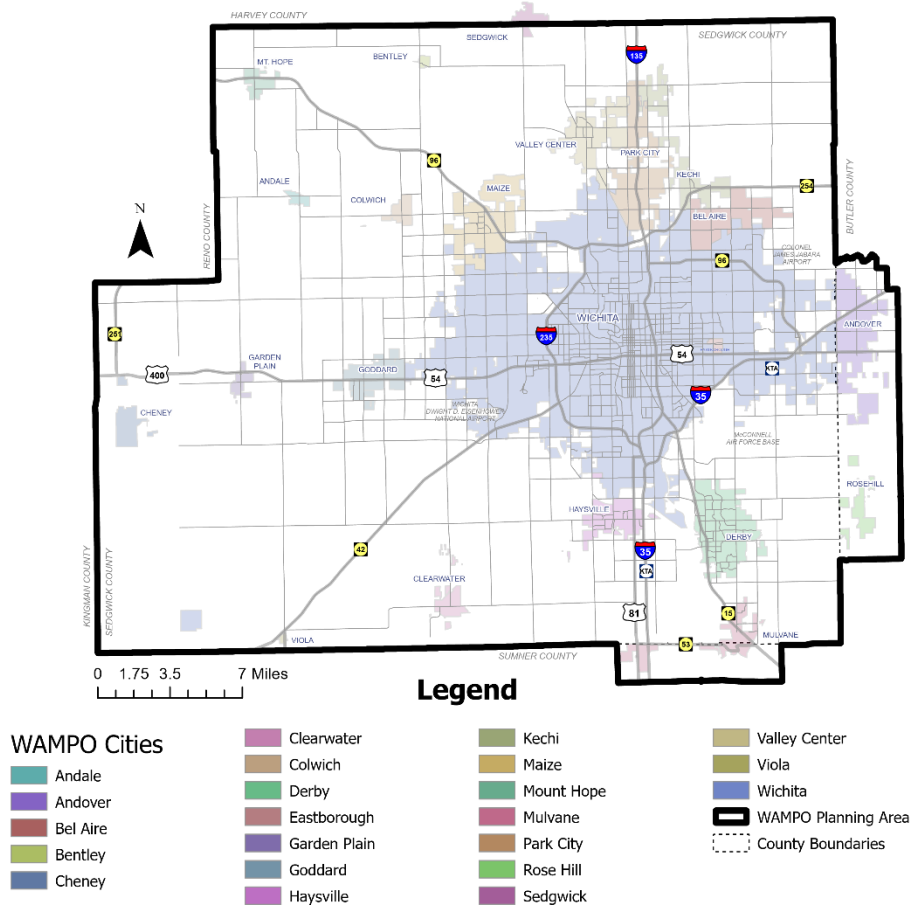 HARVEY COUNTY
SEDGWICK
SEDGWICK COUNTY
135
MT. HOPE
BENTLEY
VALLEY CENTER
PARK CITY
96
KECHI
254
ANDALE
MAIZE
COLWICH
BUTLER COUNTY
N
BEL AIRE
RENO COUNTY
COLONEL
JAMES JABARA
AIRPORT
96
WICHITA
ANDOVER
251
235
54
GARDEN
PLAIN
400
GODDARD
54
KTA
35
WICHITA
DWIGHT D. EISENHOWER
NATIONAL AIRPORT
CHENEY
McCONNELL
AIR FORCE BASE
ROSEHILL
HAYSVILLE
DERBY
42
35
KTA
CLEARWATER
KINGMAN COUNTY
SEDGWICK COUNTY
81
15
VIOLA
53
MULVANE
SUMNER COUNTY
0 1.75 3.5 7 Miles
Legend
WAMPO Cities
Andale
Andover
Bel Aire
Bentley
Cheney
Clearwater
Colwich
Derby
Eastborough
Garden Plain
Goddard
Haysville
Kechi
Maize
Mount Hope
Mulvane
Park City
Rose Hill
Sedgwick
Valley Center
Viola
Wichita
WAMPO Planning Area
County Boundaries